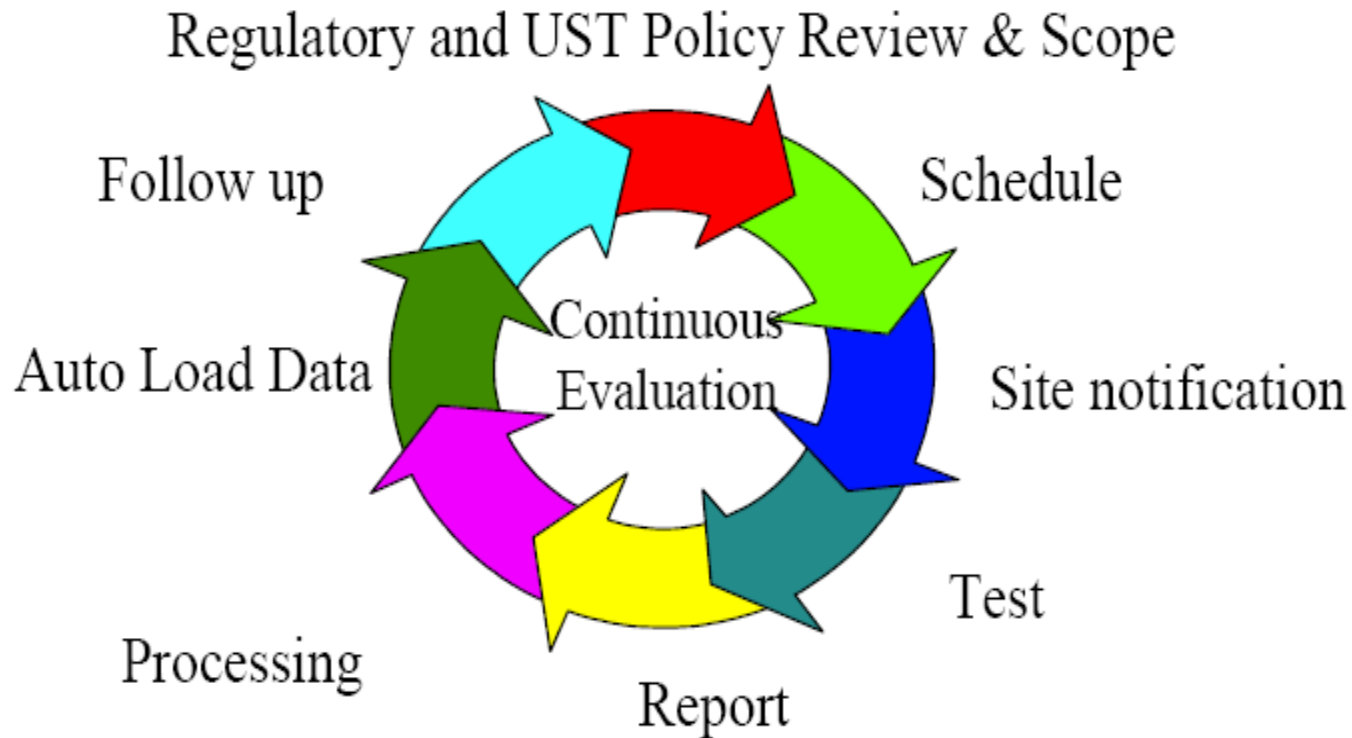 Regulatory and UST Policy Review & Scope
Schedule
Site notification
Test
Report
Processing
Auto Load Data
Follow up
Continuous
Evaluation